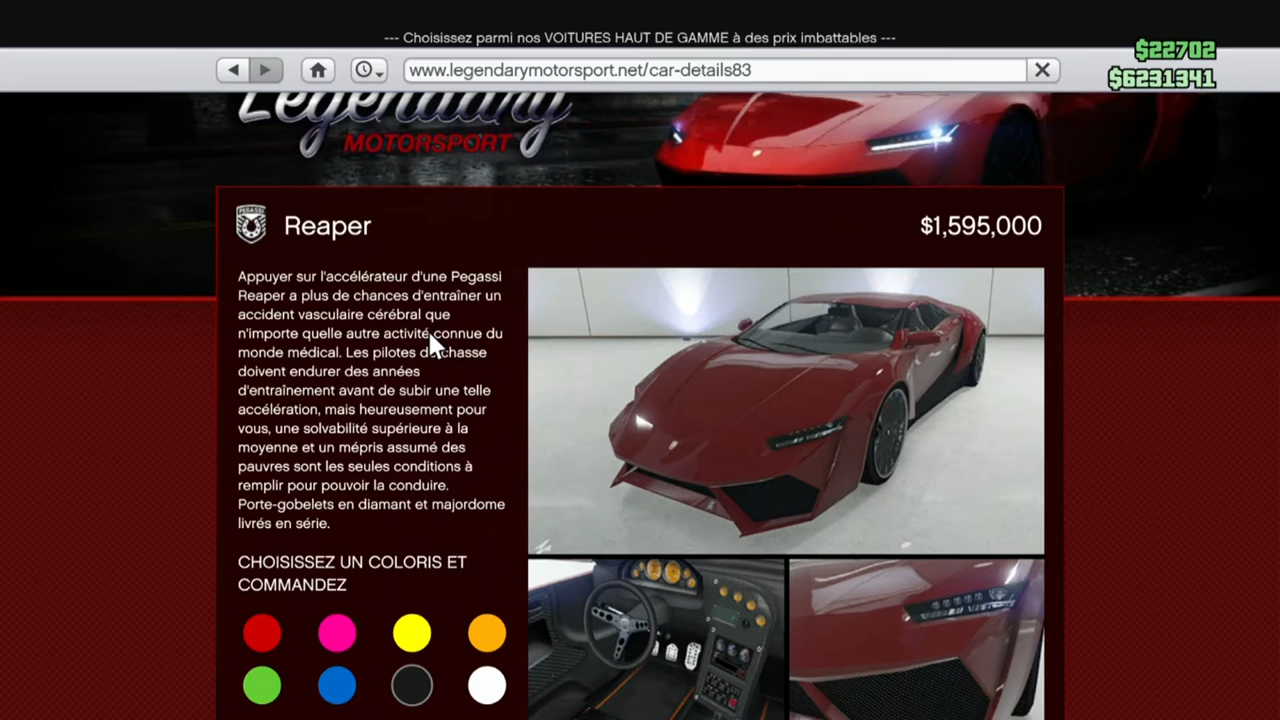 --- Choisissez parmi nos VOITURES HAUT DE GAMME à des prix imbattables ---
$22702
www.legendarymotorsport.net/car-details83
$6231341
Legendary
MOTORSPORT
PEGASSI
Reaper
$1,595,000
Appuyer sur l'accélérateur d'une Pegassi
Reaper a plus de chances d'entraîner un
accident vasculaire cérébral que
n'importe quelle autre activité connue du
monde médical. Les pilotes de chasse
doivent endurer des années
d'entraînement avant de subir une telle
accélération, mais heureusement pour
vous, une solvabilité supérieure à la
moyenne et un mépris assumé des
pauvres sont les seules conditions à
remplir pour pouvoir la conduire.
Porte-gobelets en diamant et majordome
livrés en série.
CHOISISSEZ UN COLORIS ET
COMMANDEZ